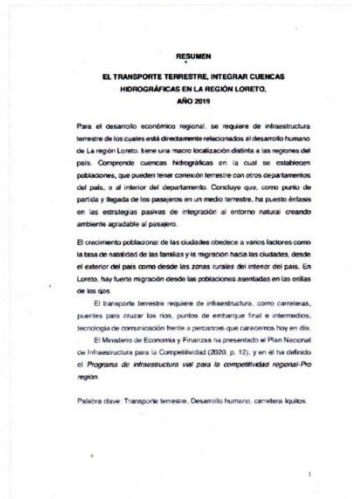 RESUMEN
EL TRANSPORTE TERRESTRE, INTEGRAR CUENCAS
HIDROGRÁFICAS EN LA REGIÓN LORETO,
AÑO 2019
Para el desarrollo económico regional, se requiere de infraestructura
terrestre de los cuales está directamente relacionados al desarrollo humano
de La región Loreto, tiene una macro localización distinta a las regiones del
país. Comprende cuencas hidrográficas en la cual se establecen
poblaciones, que pueden tener conexión terrestre con otros departamentos
del país, o al interior del departamento. Concluye que, como punto de
partida y llegada de los pasajeros en un medio terrestre, ha puesto énfasis
en las estrategias pasivas de integración al entorno natural creando
ambiente agradable al pasajero.
El crecimiento poblacional de las ciudades obedece a varios factores como
la tasa de natalidad de las familias y la migración hacia las ciudades, desde
el exterior del país como desde las zonas rurales del interior del país. En
Loreto, hay fuerte migración desde las poblaciones asentadas en las orillas
de los
El transporte terrestre requiere de infraestructura, como carreteras,
puentes para cruzar los ríos, puntos de embarque final e intermedios,
tecnología de comunicación frente a percances que carecemos hoy en día.
El Ministerio de Economía y Finanzas ha presentado el Plan Nacional
de Infraestructura para la Competitividad (2020, p. 12), y en él ha definido
el Programa de infraestructura vial para la competitividad regional-Pro
región.
Palabra clave: Transporte terrestre, Desarrollo humano, carretera Iquitos.